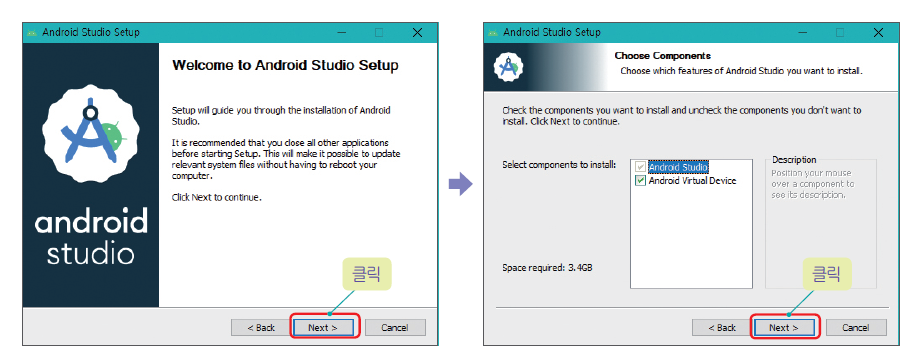 Android Studio Setup
Welcome to Android Studio Setup
Setup will guide you through the installation of Android
Studio.
It is recommended that you close all other applications
before starting Setup. This will make it possible to update
relevant system files without having to reboot your
computer.
Click Next to continue.
android
studio
클릭
< Back
Next >
Cancel
Android Studio Setup
Choose Components
Choose which features of Android Studio you want to install.
Check the components you want to install and uncheck the components you don't want to
install. Click Next to continue.
Select components to install:
Android Studio
Android Virtual Device
Description
Position your mouse
over a component to
see its description.
Space required: 3.4GB
클릭
< Back
Next >
Cancel